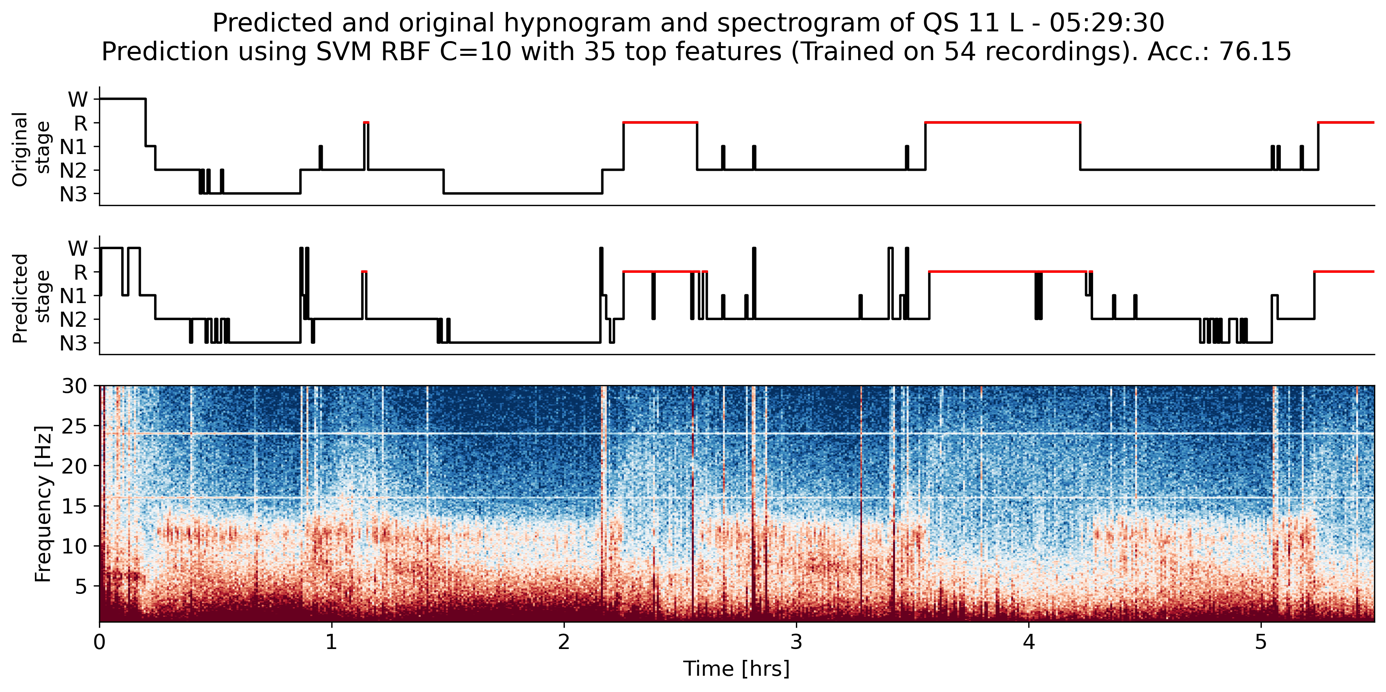 Predicted and original hypnogram and spectrogram of QS 11 L - 05:29:30
Prediction using SVM RBF C=10 with 35 top features (Trained on 54 recordings). Acc.: 76.15
Original
stage
W
R
N1
N2
N3
Predicted
stage
W
R
N1
N2
N3
Frequency [Hz]
30
25
20
15
10
5
0 1 2 3 4 5
Time [hrs]